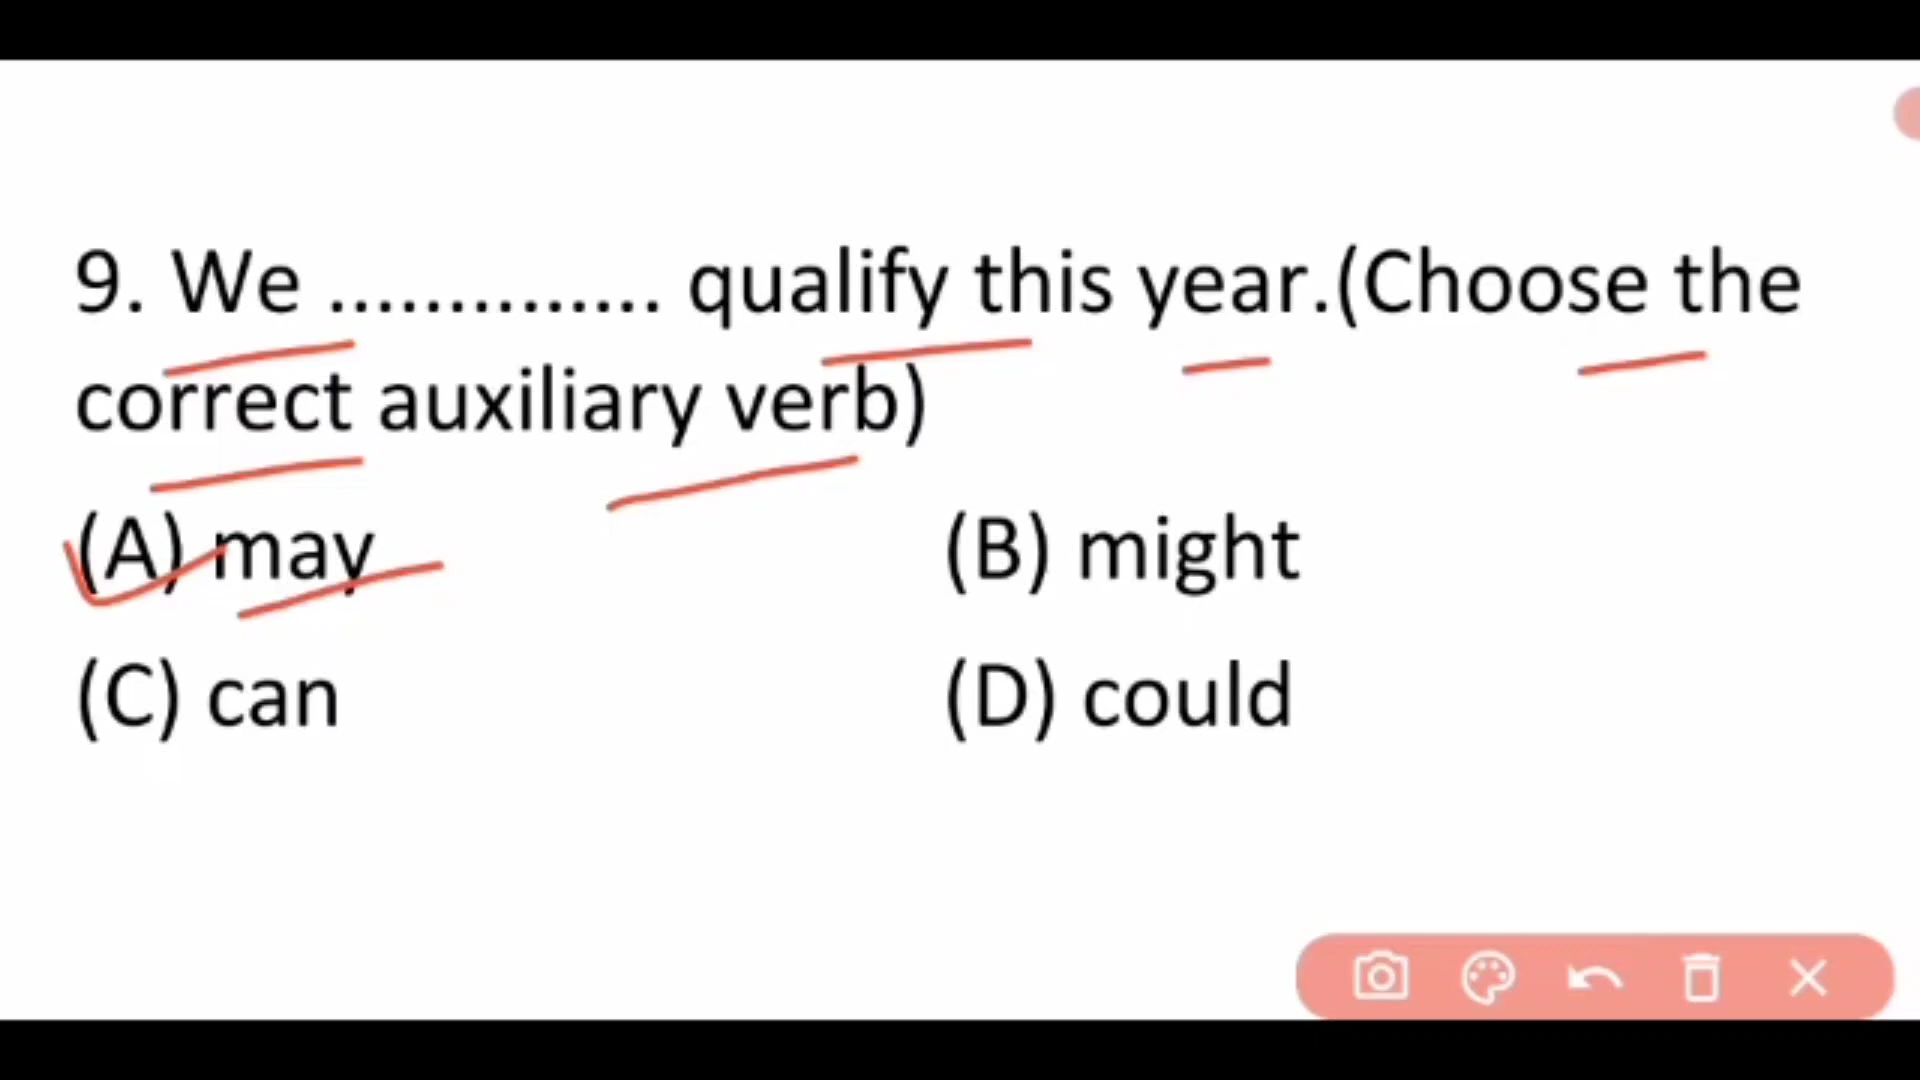 9. We .............. qualify this year.(Choose the
correct auxiliary verb)
(A) may
(B) might
(C) can
(D) could